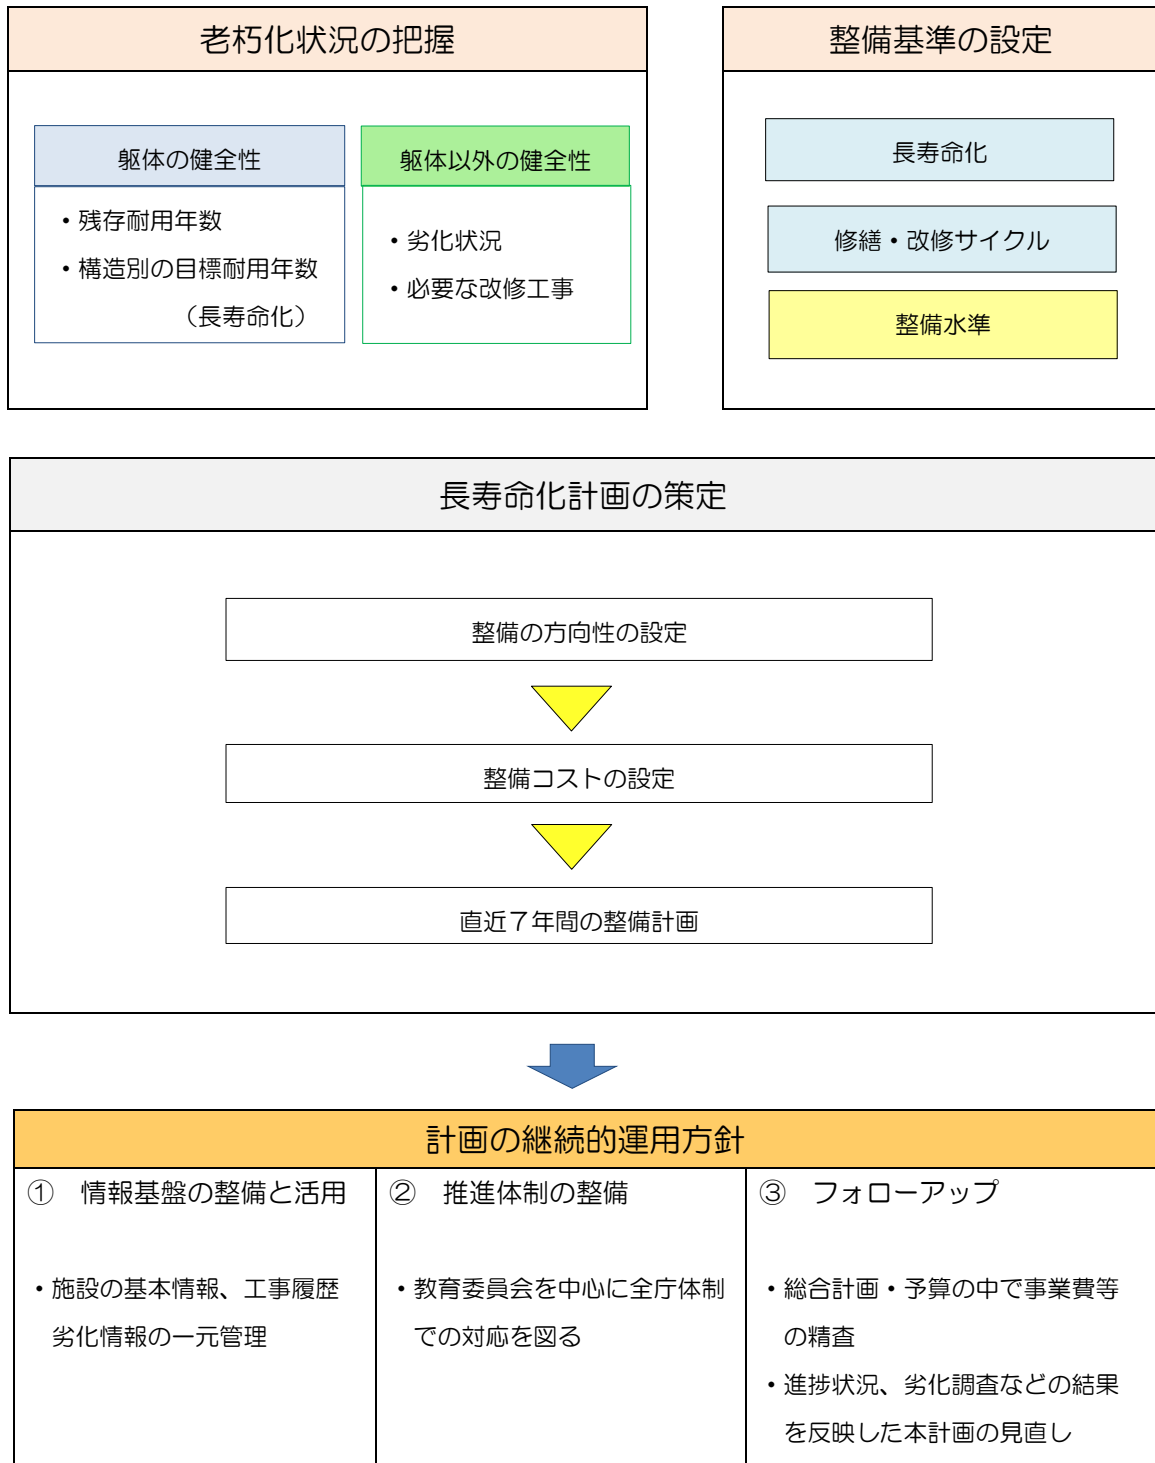 老朽化状況の把握
躯体の健全性
・残存耐用年数
・構造別の目標耐用年数
（長寿命化）
躯体以外の健全性
・劣化状況
・必要な改修工事
整備基準の設定
長寿命化
修繕・改修サイクル
整備水準
長寿命化計画の策定
整備の方向性の設定
整備コストの設定
直近７年間の整備計画
計画の継続的運用方針
①　情報基盤の整備と活用
・施設の基本情報、工事履歴
劣化情報の一元管理
②　推進体制の整備
・教育委員会を中心に全庁体制
での対応を図る
③　フォローアップ
・総合計画・予算の中で事業費等
の精査
・進捗状況、劣化調査などの結果
を反映した本計画の見直し